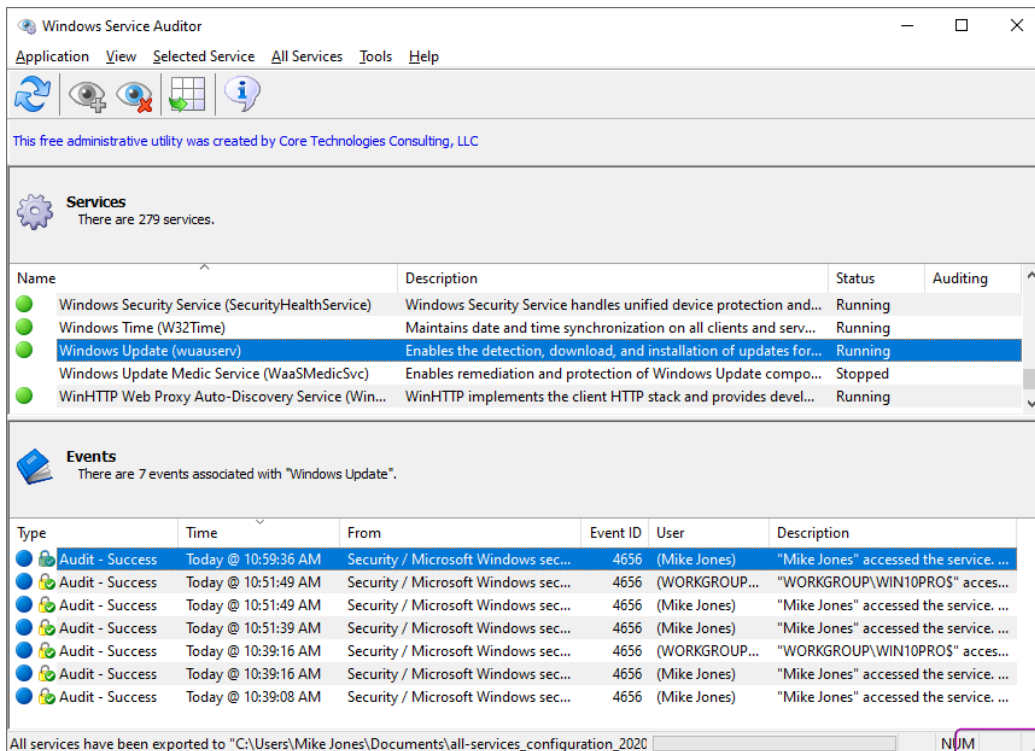 Windows Service Auditor
Application View Selected Service All Services Tools Help
This free administrative utility was created by Core Technologies Consulting, LLC
Services
There are 279 services.
Name Description Status Auditing
Windows Security Service (SecurityHealthService) Windows Security Service handles unified device protection and... Running
Windows Time (W32Time) Maintains date and time synchronization on all clients and serv... Running
Windows Update (wuauserv) Enables the detection, download, and installation of updates for... Running
Windows Update Medic Service (WaaSMedicSvc) Enables remediation and protection of Windows Update compo... Stopped
WinHTTP Web Proxy Auto-Discovery Service (Win... WinHTTP implements the client HTTP stack and provides devel... Running
Events
There are 7 events associated with "Windows Update".
Type Time From Event ID User Description
Audit - Success Today @ 10:59:36 AM Security / Microsoft Windows sec... 4656 (Mike Jones) "Mike Jones" accessed the service. ...
Audit - Success Today @ 10:51:49 AM Security / Microsoft Windows sec... 4656 (WORKGROUP... "WORKGROUP\WIN10PRO$" acces...
Audit - Success Today @ 10:51:49 AM Security / Microsoft Windows sec... 4656 (Mike Jones) "Mike Jones" accessed the service. ...
Audit - Success Today @ 10:51:39 AM Security / Microsoft Windows sec... 4656 (Mike Jones) "Mike Jones" accessed the service. ...
Audit - Success Today @ 10:39:16 AM Security / Microsoft Windows sec... 4656 (WORKGROUP... "WORKGROUP\WIN10PRO$" acces...
Audit - Success Today @ 10:39:16 AM Security / Microsoft Windows sec... 4656 (Mike Jones) "Mike Jones" accessed the service. ...
Audit - Success Today @ 10:39:08 AM Security / Microsoft Windows sec... 4656 (Mike Jones) "Mike Jones" accessed the service. ...
All services have been exported to "C:\Users\Mike Jones\Documents\all-services_configuration_2020 NUM